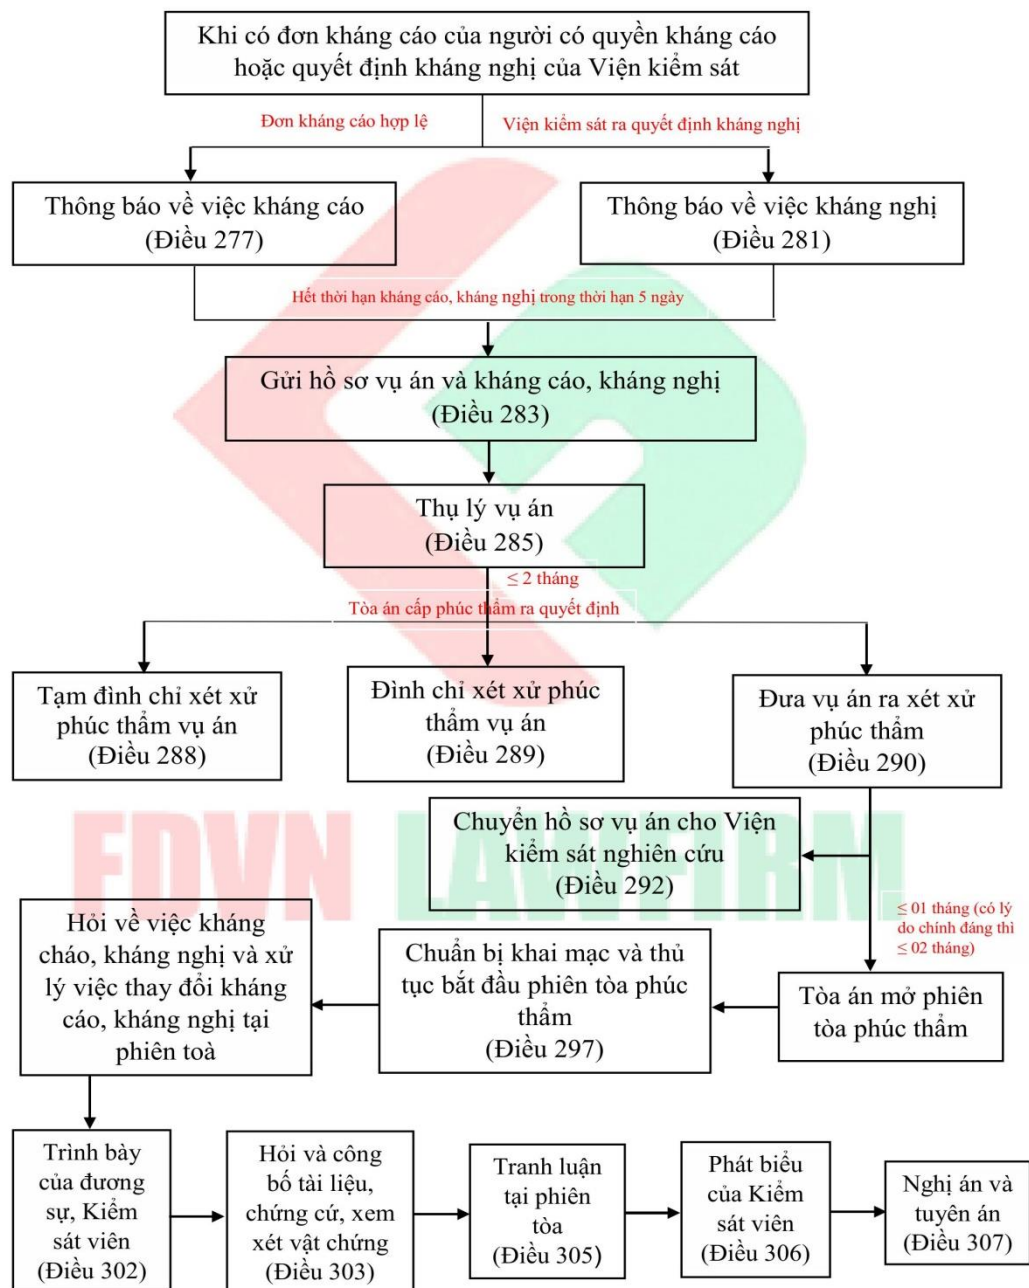 Khi có đơn kháng cáo của người có quyền kháng cáo
hoặc quyết định kháng nghị của Viện kiểm sát
Đơn kháng cáo hợp lệ
Viện kiểm sát ra quyết định kháng nghị
Thông báo về việc kháng cáo
(Điều 277)
Thông báo về việc kháng nghị
(Điều 281)
Hết thời hạn kháng cáo, kháng nghị trong thời hạn 5 ngày
Gửi hồ sơ vụ án và kháng cáo, kháng nghị
(Điều 283)
Thụ lý vụ án
(Điều 285)
≤ 2 tháng
Tòa án cấp phúc thẩm ra quyết định
Tạm đình chỉ xét xử
phúc thẩm vụ án
(Điều 288)
Đình chỉ xét xử phúc
thẩm vụ án
(Điều 289)
Đưa vụ án ra xét xử
phúc thẩm
(Điều 290)
Chuyển hồ sơ vụ án cho Viện
kiểm sát nghiên cứu
(Điều 292)
FDVN LAWFIRM
≤ 01 tháng (có lý
do chính đáng thì
≤ 02 tháng)
Tòa án mở phiên
tòa phúc thẩm
Chuẩn bị khai mạc và thủ
tục bắt đầu phiên tòa phúc
thẩm
(Điều 297)
Hỏi về việc kháng
cháo, kháng nghị và xử
lý việc thay đổi kháng
cáo, kháng nghị tại
phiên toà
Trình bày
của đương
sự, Kiểm
sát viên
(Điều 302)
Hỏi và công
bố tài liệu,
chứng cứ, xem
xét vật chứng
(Điều 303)
Tranh luận
tại phiên
tòa
(Điều 305)
Phát biểu
của Kiểm
sát viên
(Điều 306)
Nghị án và
tuyên án
(Điều 307)